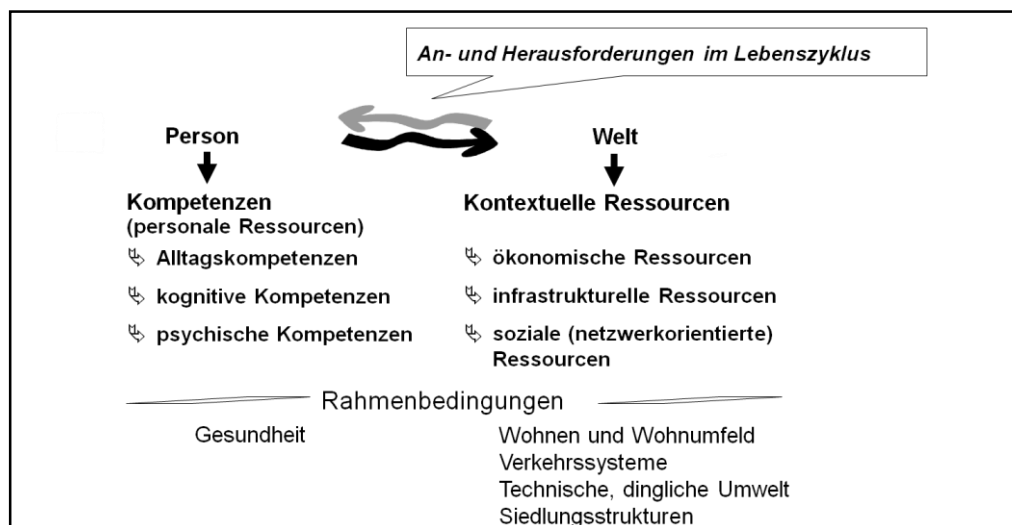 An- und Herausforderungen im Lebenszyklus
Person
Welt
Kompetenzen
(personale Ressourcen)
Alltagskompetenzen
kognitive Kompetenzen
psychische Kompetenzen
Kontextuelle Ressourcen
ökonomische Ressourcen
infrastrukturelle Ressourcen
soziale (netzwerkorientierte)
Ressourcen
Rahmenbedingungen
Gesundheit
Wohnen und Wohnumfeld
Verkehrssysteme
Technische, dingliche Umwelt
Siedlungsstrukturen